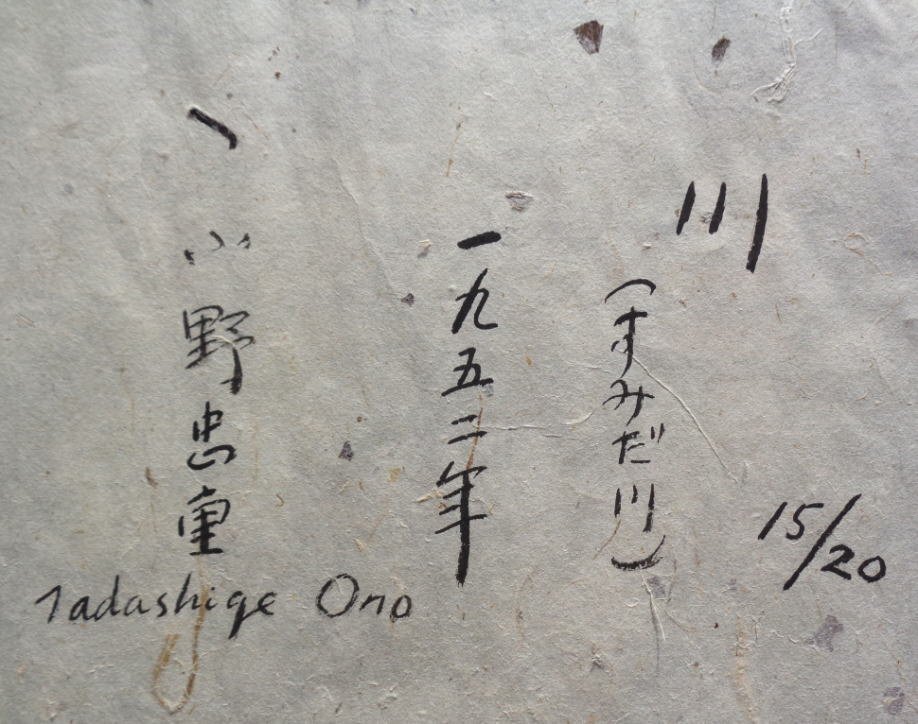 川
(すみだ川)
15/20
一九五二年
小野忠重
Tadashige Ono